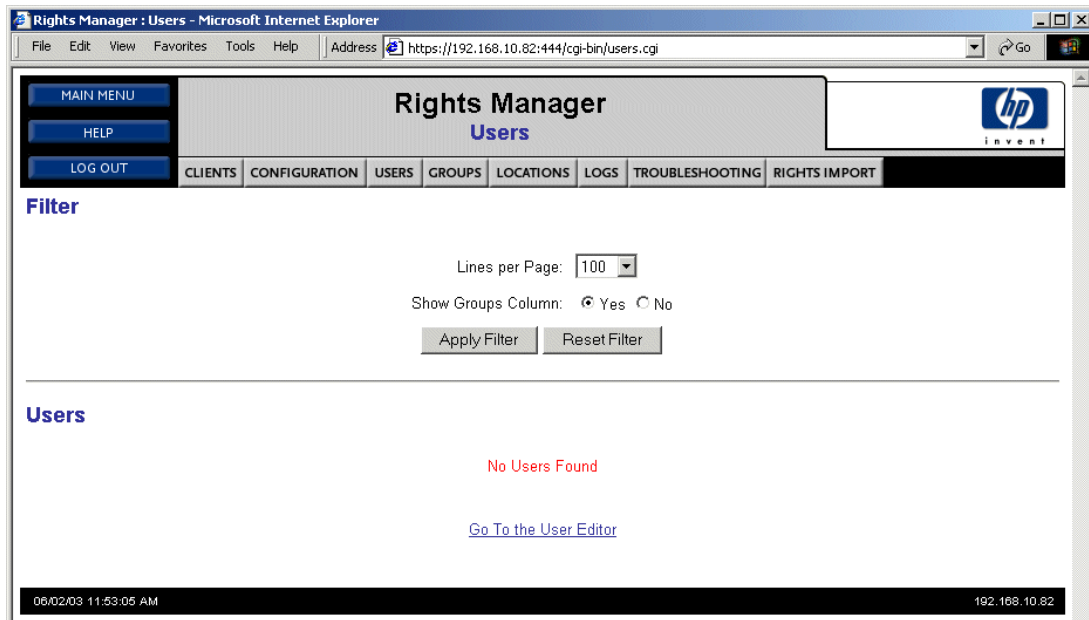 Rights Manager : Users - Microsoft Internet Explorer
File Edit View Favorites Tools Help Address https://192.168.10.82:444/cgi-bin/users.cgi Go
MAIN MENU
HELP
LOG OUT
Rights Manager
Users
hp
invent
CLIENTS CONFIGURATION USERS GROUPS LOCATIONS LOGS TROUBLESHOOTING RIGHTS IMPORT
Filter
Lines per Page: 100
Show Groups Column: Yes No
Apply Filter Reset Filter
Users
No Users Found
Go To the User Editor
06/02/03 11:53:05 AM 192.168.10.82